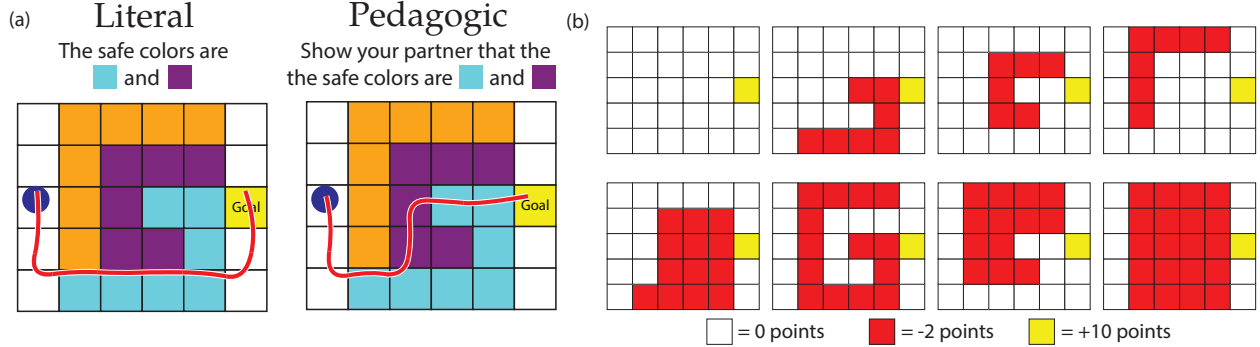 (a)
Literal
The safe colors are
and
Goal
Pedagogic
Show your partner that the
the safe colors are and
Goal
(b)
= 0 points
= -2 points
= +10 points